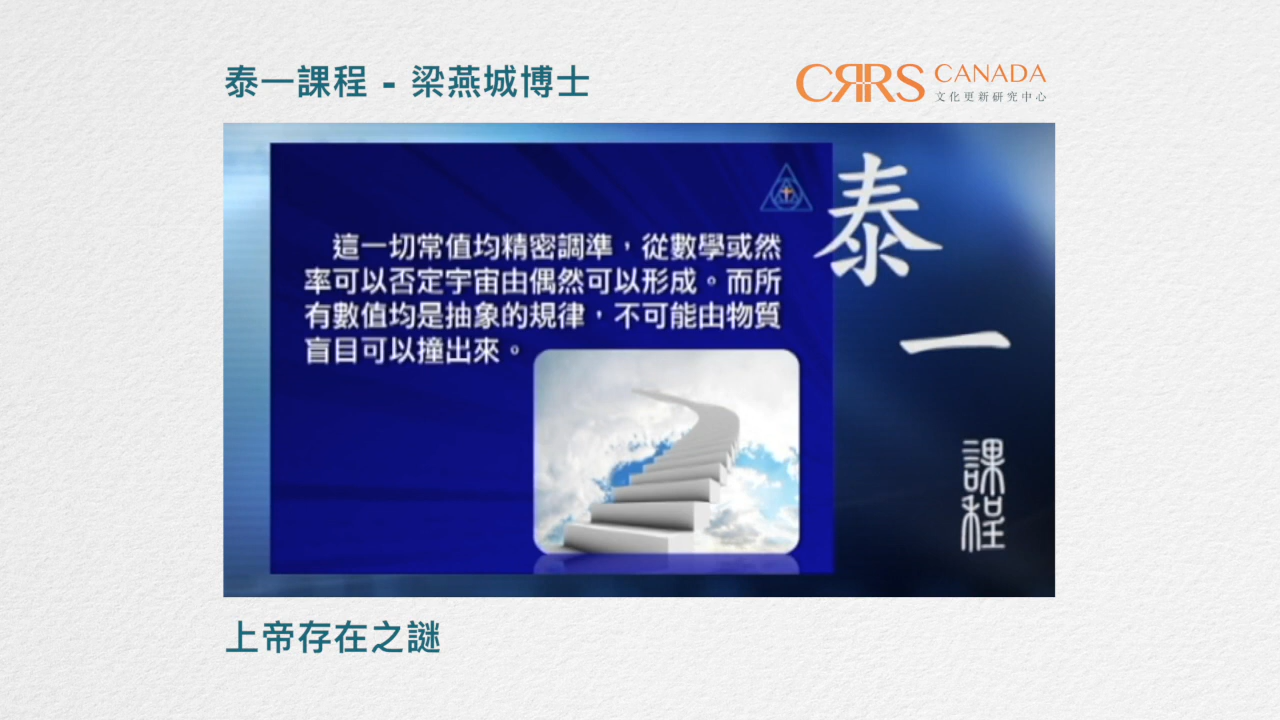 泰一課程 - 梁燕城博士
CRRS CANADA
文化更新研究中心
這一切常值均精密調準，從數學或然
率可以否定宇宙由偶然可以形成。而所
有數值均是抽象的規律，不可能由物質
盲目可以撞出來。
泰
一
課程
上帝存在之謎